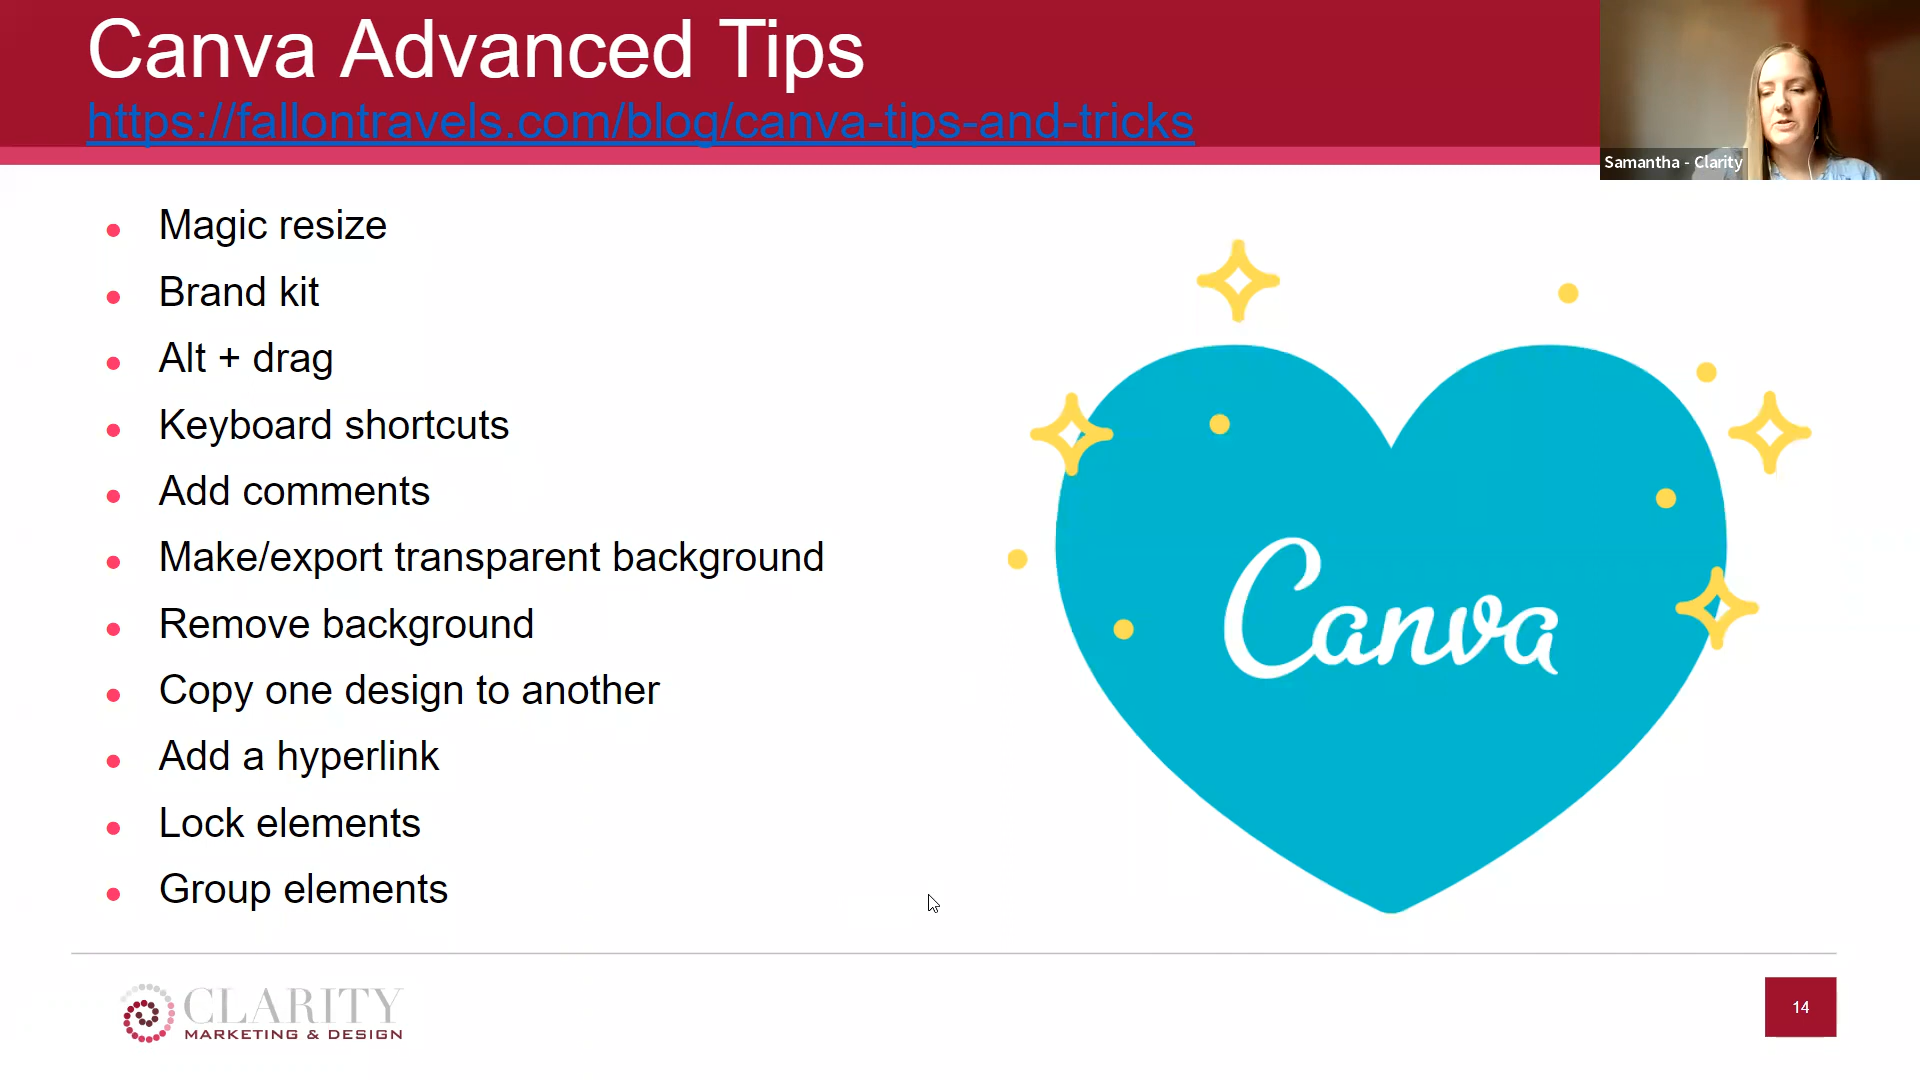 Canva Advanced Tips
https://fallontravels.com/blog/canva-tips-and-tricks
Samantha - Clarity
Magic resize
Brand kit
Alt + drag
Keyboard shortcuts
Add comments
Make/export transparent background
Remove background
Copy one design to another
Add a hyperlink
Lock elements
Group elements
Canva
CLARITY
MARKETING & DESIGN
14